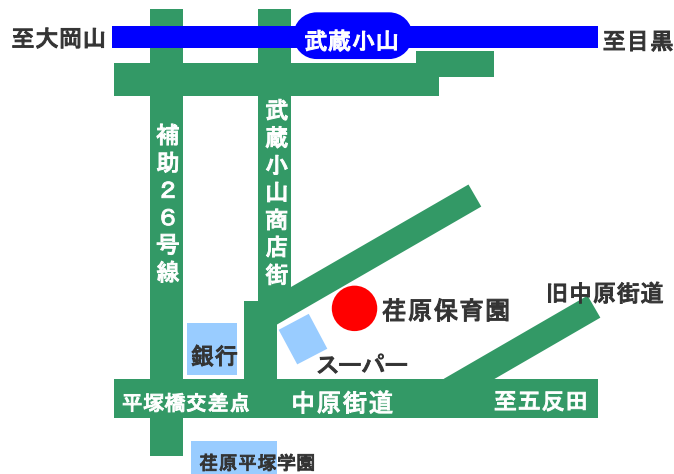 至大岡山
武蔵小山
至目黒
補助26号線
武蔵小山商店街
旧中原街道
荏原保育園
銀行
スーパー
平塚橋交差点
中原街道
至五反田
荏原平塚学園